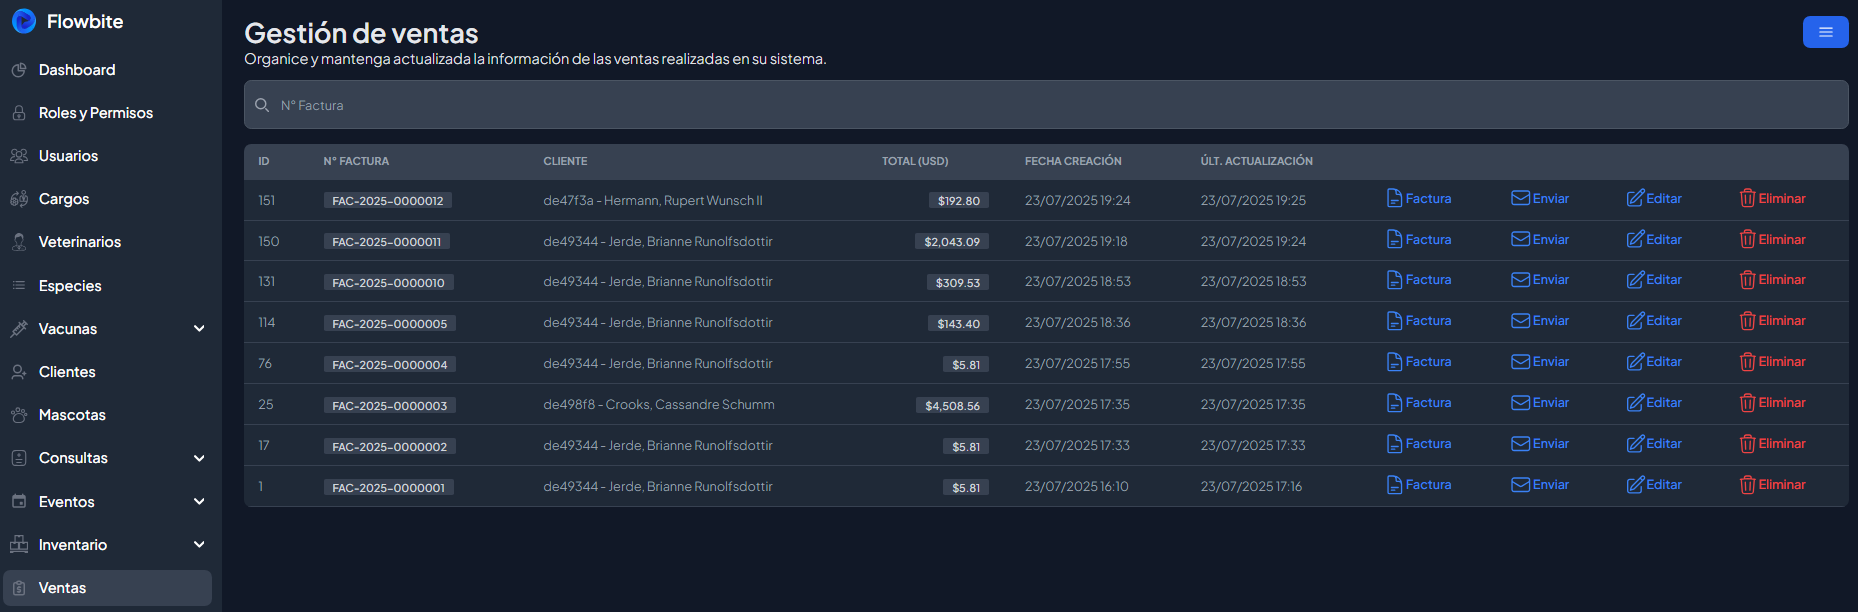 Flowbite
Dashboard
Roles y Permisos
Usuarios
Cargos
Veterinarios
Especies
Vacunas
Clientes
Mascotas
Consultas
Eventos
Inventario
Ventas
Gestión de ventas
Organice y mantenga actualizada la información de las ventas realizadas en su sistema.
N° Factura
ID N° FACTURA CLIENTE TOTAL (USD) FECHA CREACIÓN ÚLT. ACTUALIZACIÓN
151 FAC-2025-0000012 de47f3a - Hermann, Rupert Wunsch II $192.80 23/07/2025 19:24 23/07/2025 19:25 Factura Enviar Editar Eliminar
150 FAC-2025-0000011 de49344 - Jerde, Brianne Runolfsdottir $2,043.09 23/07/2025 19:18 23/07/2025 19:24 Factura Enviar Editar Eliminar
131 FAC-2025-0000010 de49344 - Jerde, Brianne Runolfsdottir $309.53 23/07/2025 18:53 23/07/2025 18:53 Factura Enviar Editar Eliminar
114 FAC-2025-0000005 de49344 - Jerde, Brianne Runolfsdottir $143.40 23/07/2025 18:36 23/07/2025 18:36 Factura Enviar Editar Eliminar
76 FAC-2025-0000004 de49344 - Jerde, Brianne Runolfsdottir $5.81 23/07/2025 17:55 23/07/2025 17:55 Factura Enviar Editar Eliminar
25 FAC-2025-0000003 de498f8 - Crooks, Cassandre Schumm $4,508.56 23/07/2025 17:35 23/07/2025 17:35 Factura Enviar Editar Eliminar
17 FAC-2025-0000002 de49344 - Jerde, Brianne Runolfsdottir $5.81 23/07/2025 17:33 23/07/2025 17:33 Factura Enviar Editar Eliminar
1 FAC-2025-0000001 de49344 - Jerde, Brianne Runolfsdottir $5.81 23/07/2025 16:10 23/07/2025 17:16 Factura Enviar Editar Eliminar